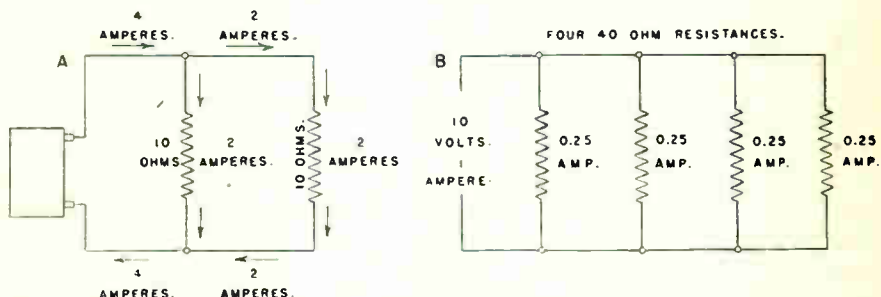 4
AMPERES.
2
AMPERES.
A
10
OHMS
2
AMPERES.
10 OHMS.
2
AMPERES
4
AMPERES.
2
AMPERES.
FOUR 40 OHM RESISTANCES.
B
10
VOLTS.
1
AMPERE.
0.25
AMP.
0.25
AMP.
0.25
AMP.
0.25
AMP.